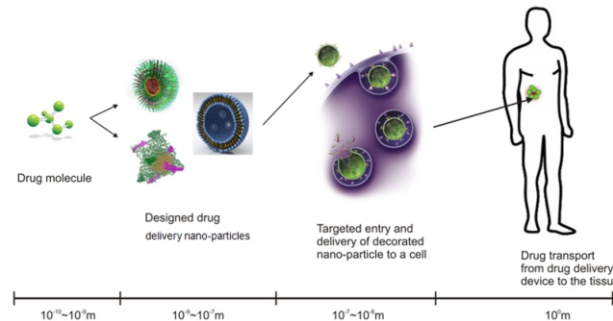 Drug molecule
Designed drug
delivery nano-particles
Targeted entry and
delivery of decorated
nano-particle to a cell
Drug transport
from drug delivery
device to the tissu
10⁻¹⁰~10⁻⁹m
10⁻⁹~10⁻⁷m
10⁻⁷~10⁻⁶m
10⁰m